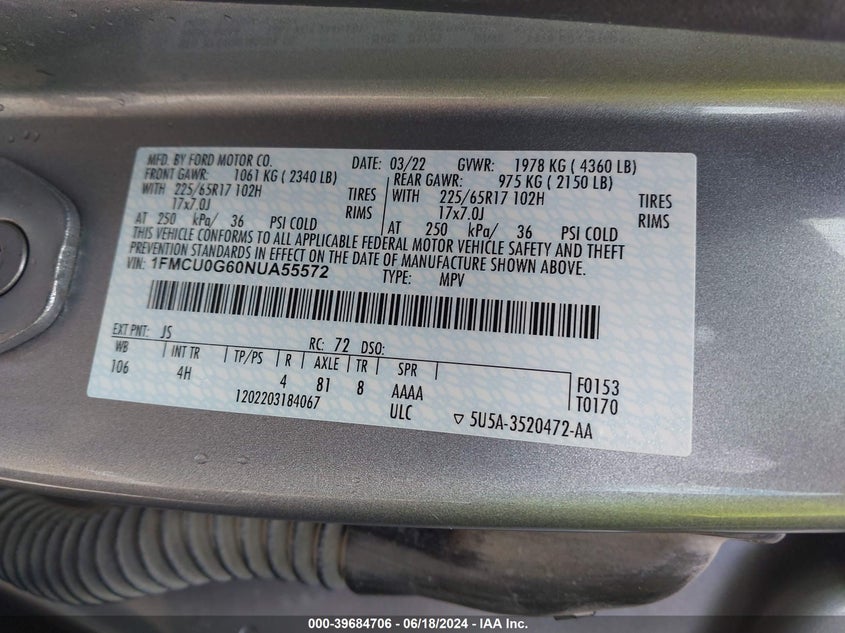 MFD. BY FORD MOTOR CO. DATE: 03/22 GVWR: 1978 KG ( 4360 LB)
FRONT GAWR: 1061 KG ( 2340 LB) REAR GAWR: 975 KG ( 2150 LB)
WITH 225/65R17 102H TIRES WITH 225/65R17 102H TIRES
17x7.0J RIMS 17x7.0J RIMS
AT 250 kPa/ 36 PSI COLD AT 250 kPa/ 36 PSI COLD
THIS VEHICLE CONFORMS TO ALL APPLICABLE FEDERAL MOTOR VEHICLE SAFETY AND THEFT
PREVENTION STANDARDS IN EFFECT ON THE DATE OF MANUFACTURE SHOWN ABOVE.
VIN: 1FMCU0G60NUA55572 TYPE: MPV
EXT PNT: JS RC: 72 DSO:
WB INT TR TP/PS R AXLE TR SPR F0153
106 4H 4 81 8 AAAA T0170
1202203184067 ULC ▽ 5U5A-3520472-AA
000-39684706 - 06/18/2024 - IAA Inc.